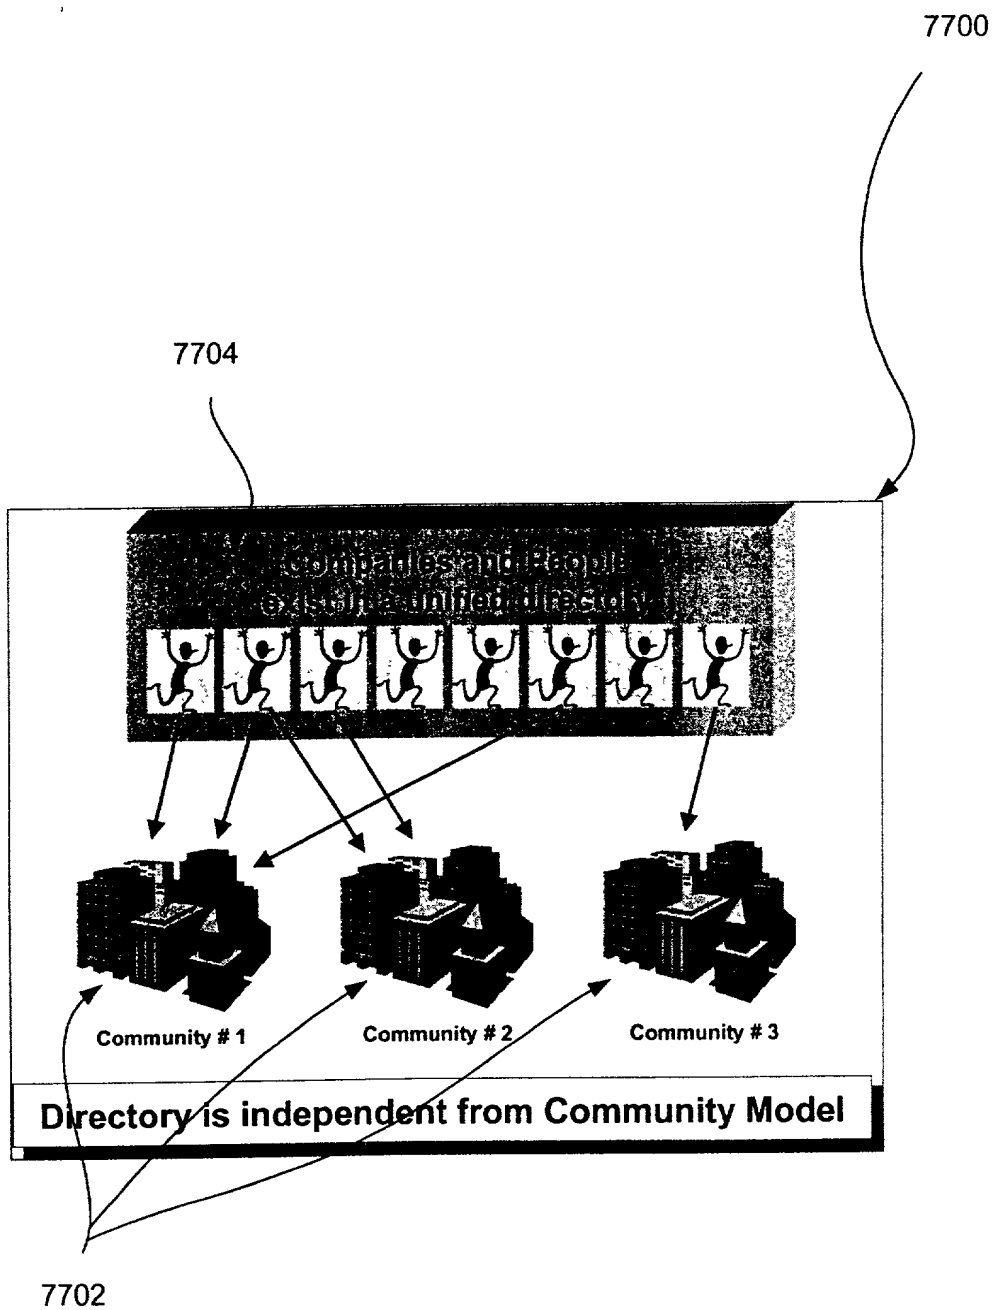 7700
7704
Companies and People
exist in a unified directory
Community # 1
Community # 2
Community # 3
Directory is independent from Community Model
7702